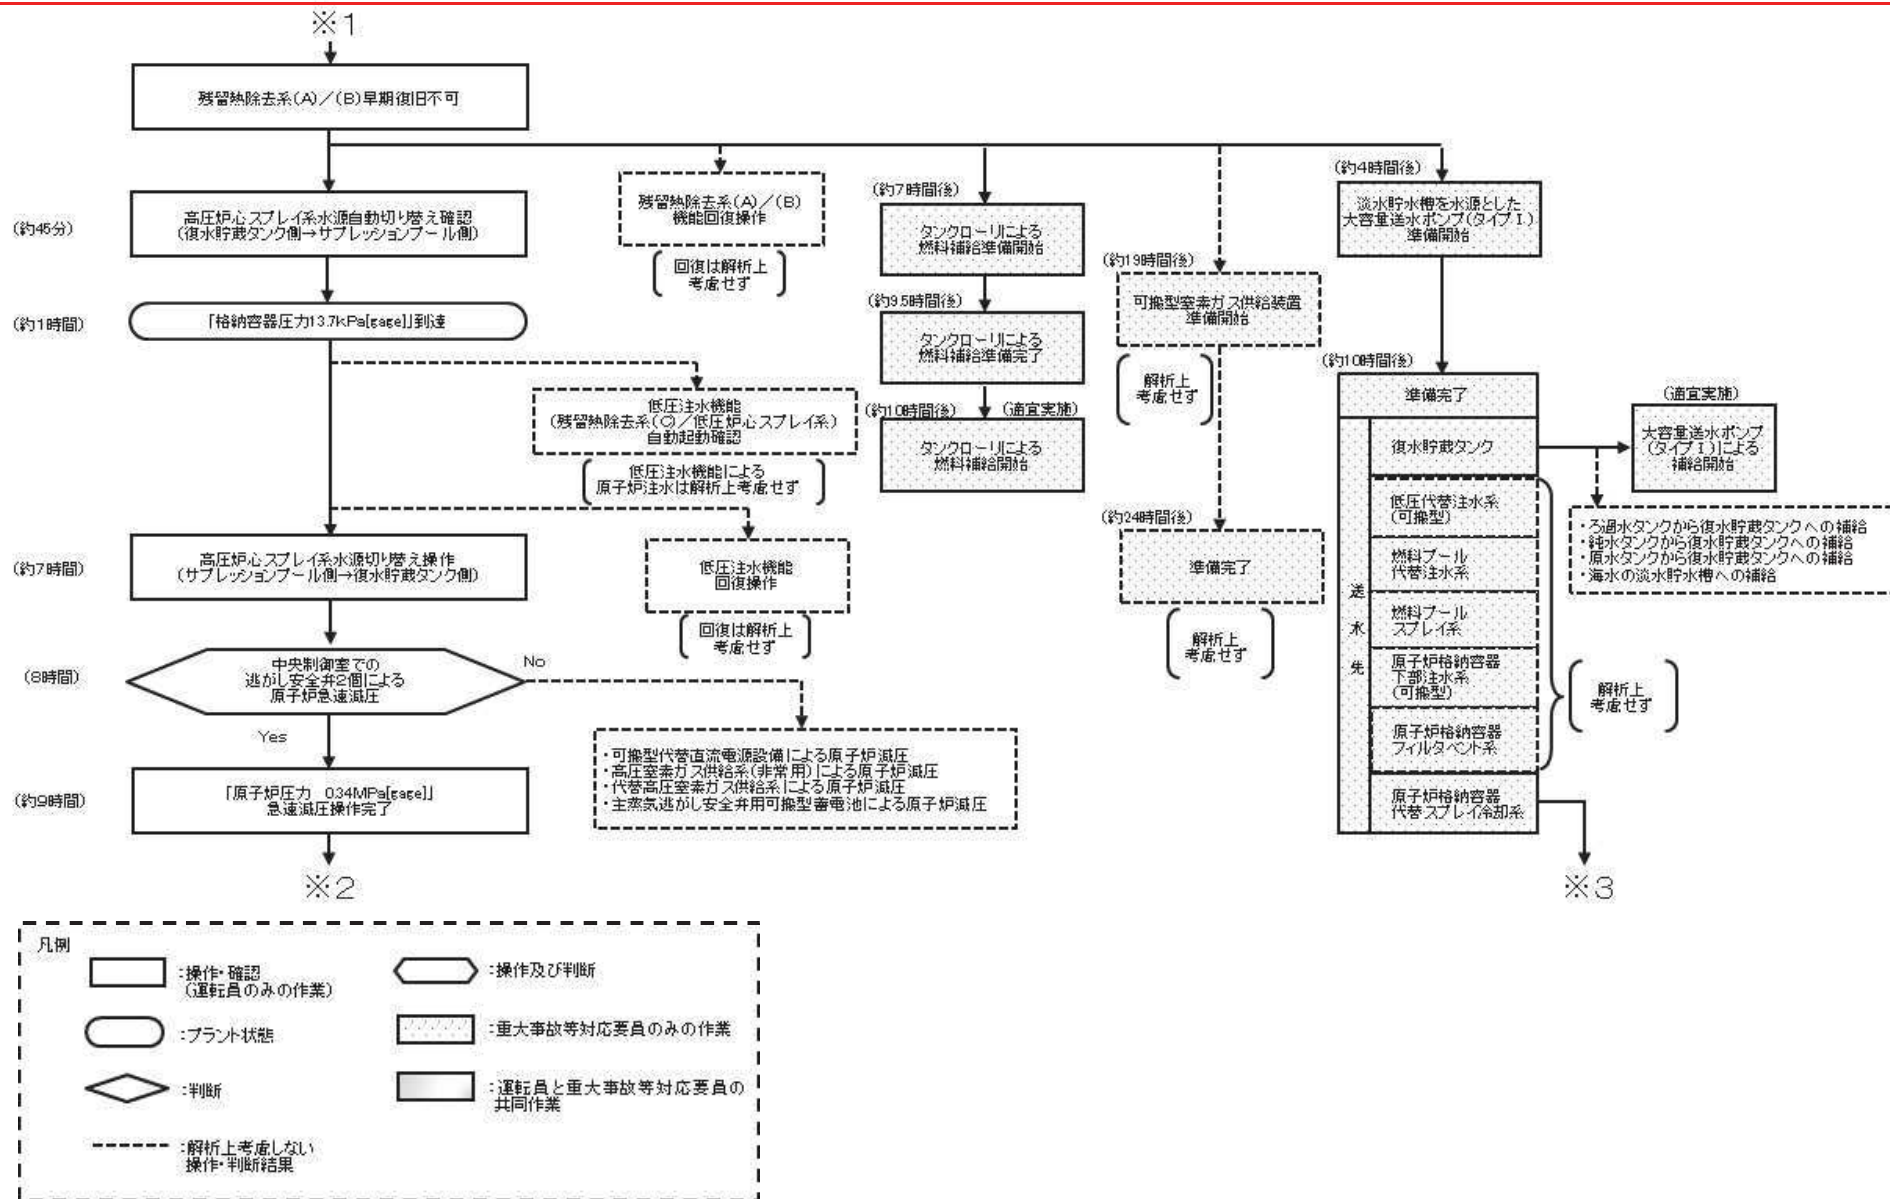 ※1
残留熱除去系(A)／(B)早期復旧不可
(約45分)
高圧炉心スプレイ系水源自動切り替え確認
(復水貯蔵タンク側→サプレッションプール側)
(約1時間)
「格納容器圧力13.7kPa[gage]」到達
(約7時間)
高圧炉心スプレイ系水源切り替え操作
(サプレッションプール側→復水貯蔵タンク側)
(8時間)
中央制御室での
逃がし安全弁2個による
原子炉急速減圧
No
Yes
(約9時間)
「原子炉圧力　0.34MPa[gage]」
急速減圧操作完了
※2
残留熱除去系(A)／(B)
機能回復操作
回復は解析上
考慮せず
低圧注水機能
(残留熱除去系(C)／低圧炉心スプレイ系)
自動起動確認
低圧注水機能による
原子炉注水は解析上考慮せず
低圧注水機能
回復操作
回復は解析上
考慮せず
・可搬型代替直流電源設備による原子炉減圧
・高圧窒素ガス供給系(非常用)による原子炉減圧
・代替高圧窒素ガス供給系による原子炉減圧
・主蒸気逃がし安全弁用可搬型蓄電池による原子炉減圧
(約7時間後)
タンクローリによる
燃料補給準備開始
(約9.5時間後)
タンクローリによる
燃料補給準備完了
(約10時間後)
(適宜実施)
タンクローリによる
燃料補給開始
(約19時間後)
可搬型窒素ガス供給装置
準備開始
解析上
考慮せず
(約24時間後)
準備完了
解析上
考慮せず
(約4時間後)
淡水貯水槽を水源とした
大容量送水ポンプ(タイプⅠ)
準備開始
(約10時間後)
準備完了
送水先
復水貯蔵タンク
低圧代替注水系
(可搬型)
燃料プール
代替注水系
燃料プール
スプレイ系
原子炉格納容器
下部注水系
(可搬型)
原子炉格納容器
フィルタベント系
原子炉格納容器
代替スプレイ冷却系
(適宜実施)
大容量送水ポンプ
(タイプⅠ)による
補給開始
・ろ過水タンクから復水貯蔵タンクへの補給
・純水タンクから復水貯蔵タンクへの補給
・原水タンクから復水貯蔵タンクへの補給
・海水の淡水貯水槽への補給
解析上
考慮せず
※3
凡例
：操作・確認
(運転員のみの作業)
：プラント状態
：判断
：解析上考慮しない
操作・判断結果
：操作及び判断
：重大事故等対応要員のみの作業
：運転員と重大事故等対応要員の
共同作業